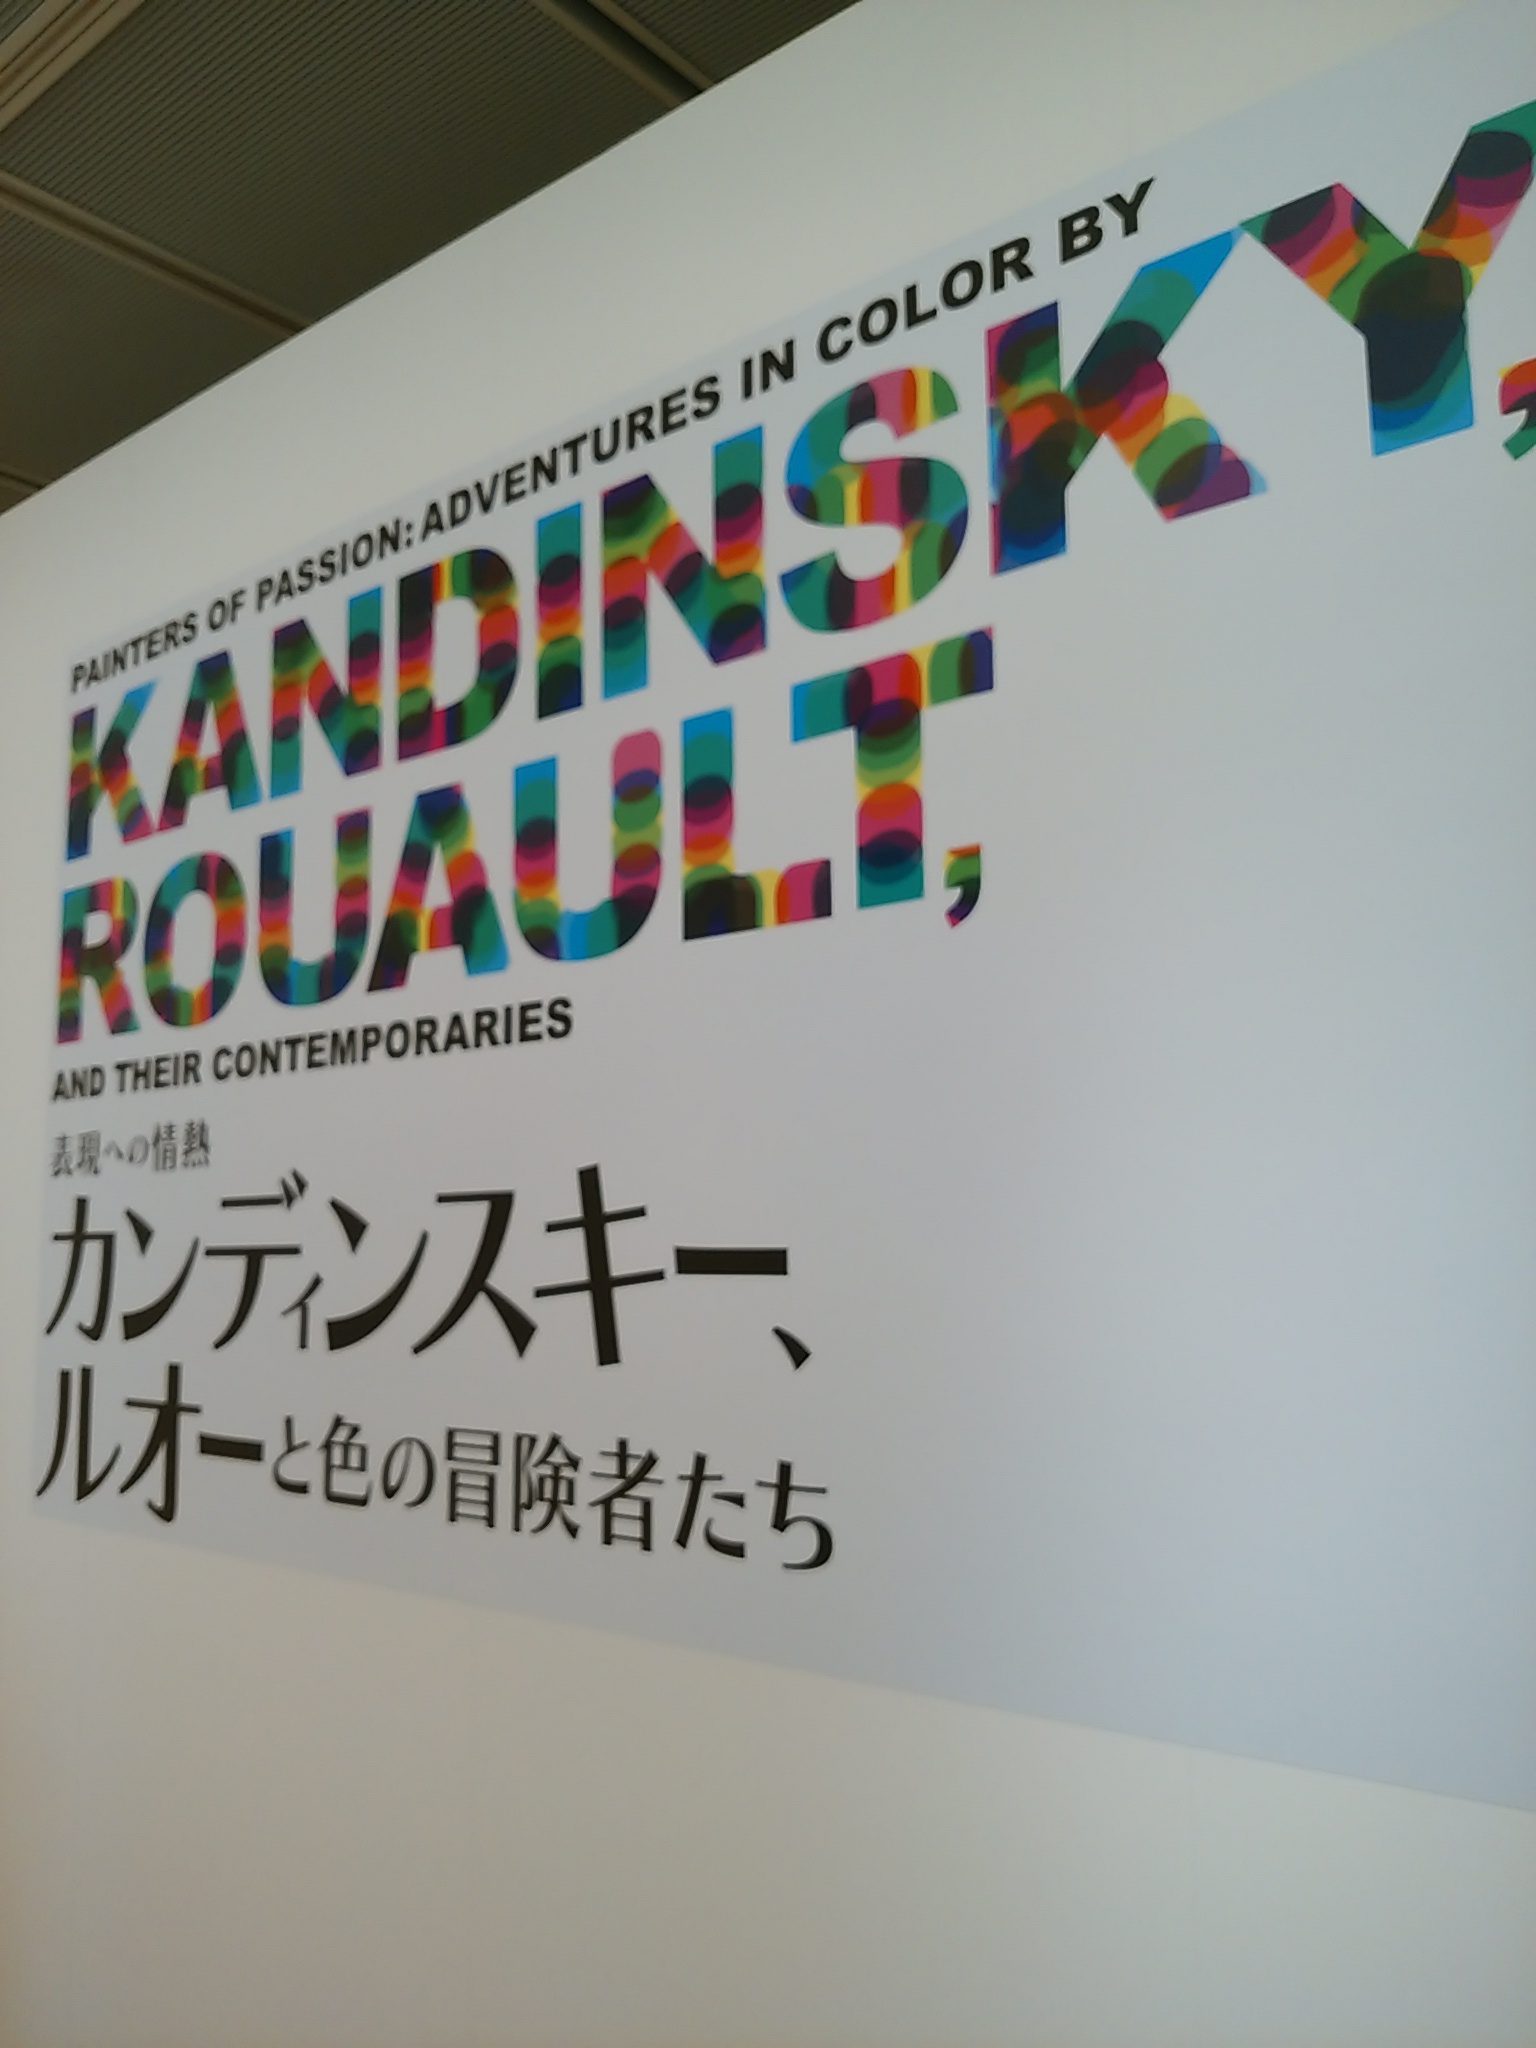 PAINTERS OF PASSION: ADVENTURES IN COLOR BY
KANDINSKY,
ROUAULT,
AND THEIR CONTEMPORARIES
表現への情熱
カンディンスキー、
ルオーと色の冒険者たち